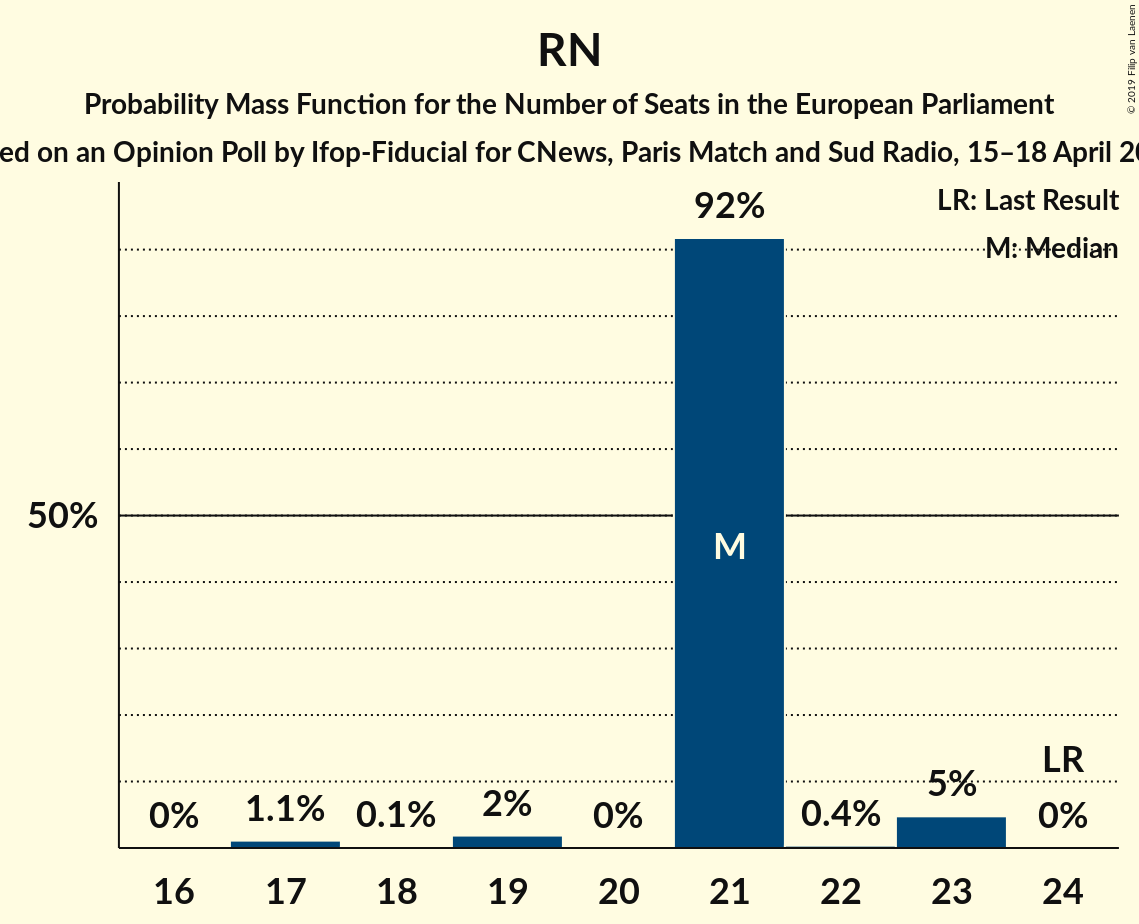 RN
Probability Mass Function for the Number of Seats in the European Parliament
ed on an Opinion Poll by Ifop-Fiducial for CNews, Paris Match and Sud Radio, 15–18 April 20
© 2019 Filip van Laenen
LR: Last Result
M: Median
92%
50%
M
LR
0% 1.1% 0.1% 2% 0% 0.4% 5% 0%
16 17 18 19 20 21 22 23 24